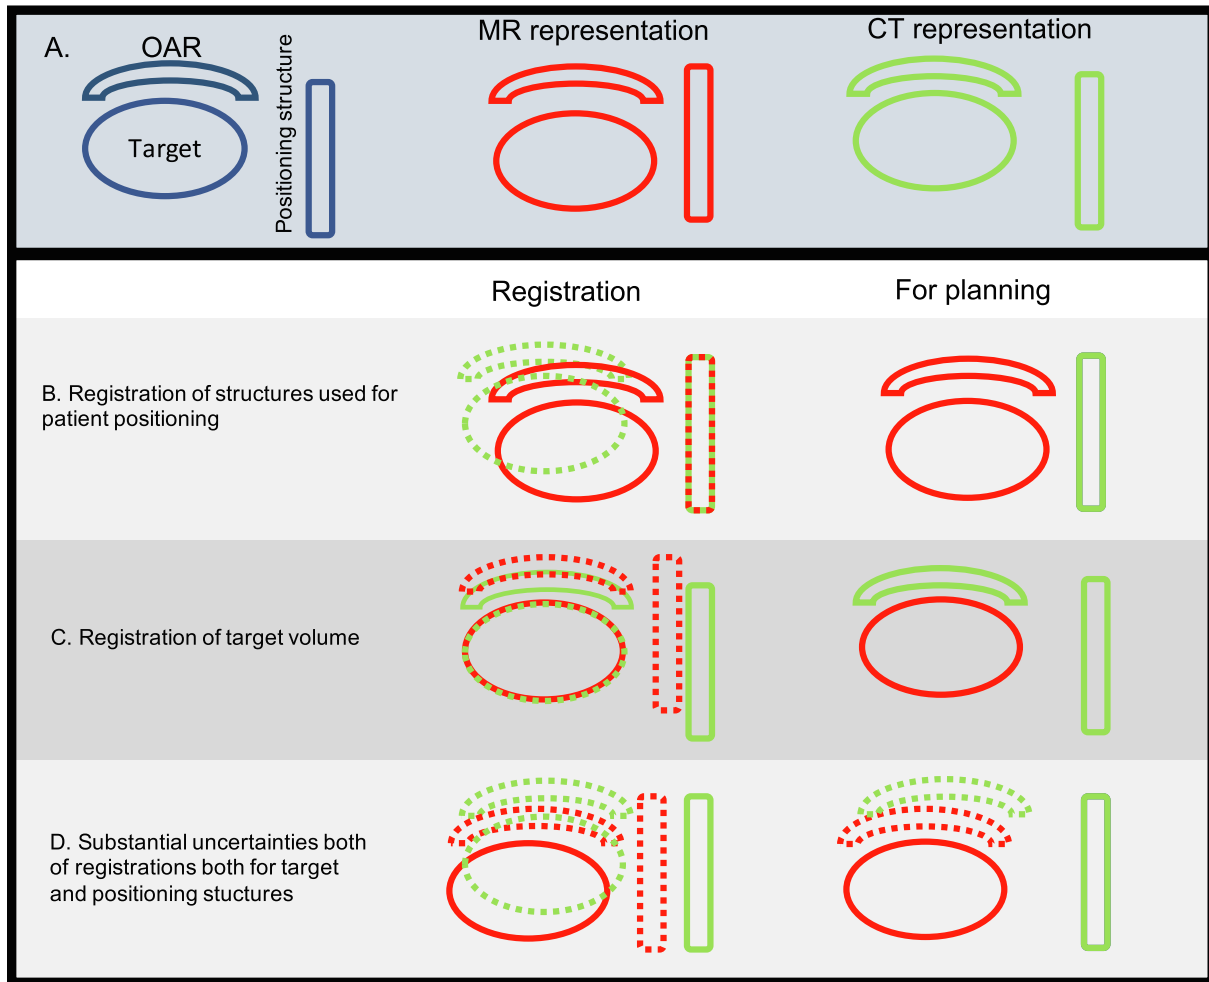 A.
OAR
Target
Positioning structure
MR representation
CT representation
Registration
For planning
B. Registration of structures used for
patient positioning
C. Registration of target volume
D. Substantial uncertainties both
of registrations both for target
and positioning stuctures